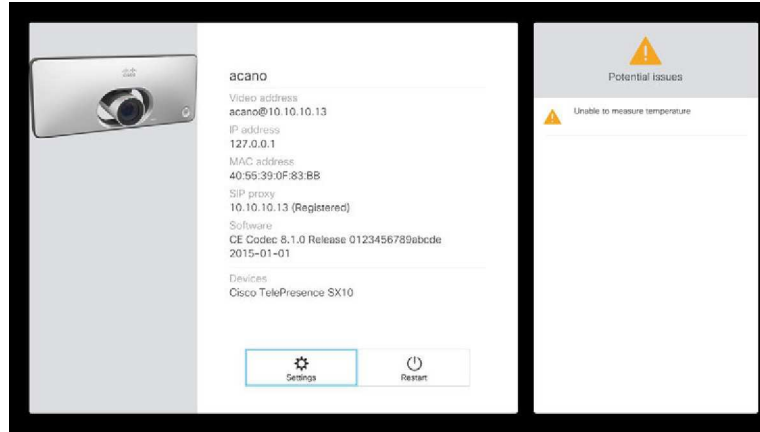 acano
Video address
acano@10.10.10.13
IP address
127.0.0.1
MAC address
40:55:39:0F:83:BB
SIP proxy
10.10.10.13 (Registered)
Software
CE Codec 8.1.0 Release 0123456789abcde
2015-01-01
Devices
Cisco TelePresence SX10
Settings
Restart
Potential issues
Unable to measure temperature